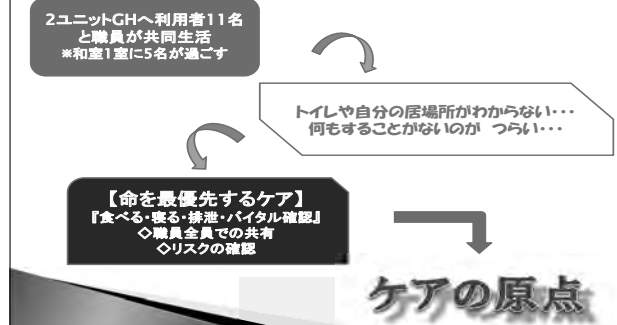 2ユニットGHへ利用者11名
と職員が共同生活
※和室1室に5名が過ごす
トイレや自分の居場所がわからない・・・
何もすることがないのが つらい・・・
【命を最優先するケア】
『食べる・寝る・排泄・バイタル確認』
◇職員全員での共有
◇リスクの確認
ケアの原点